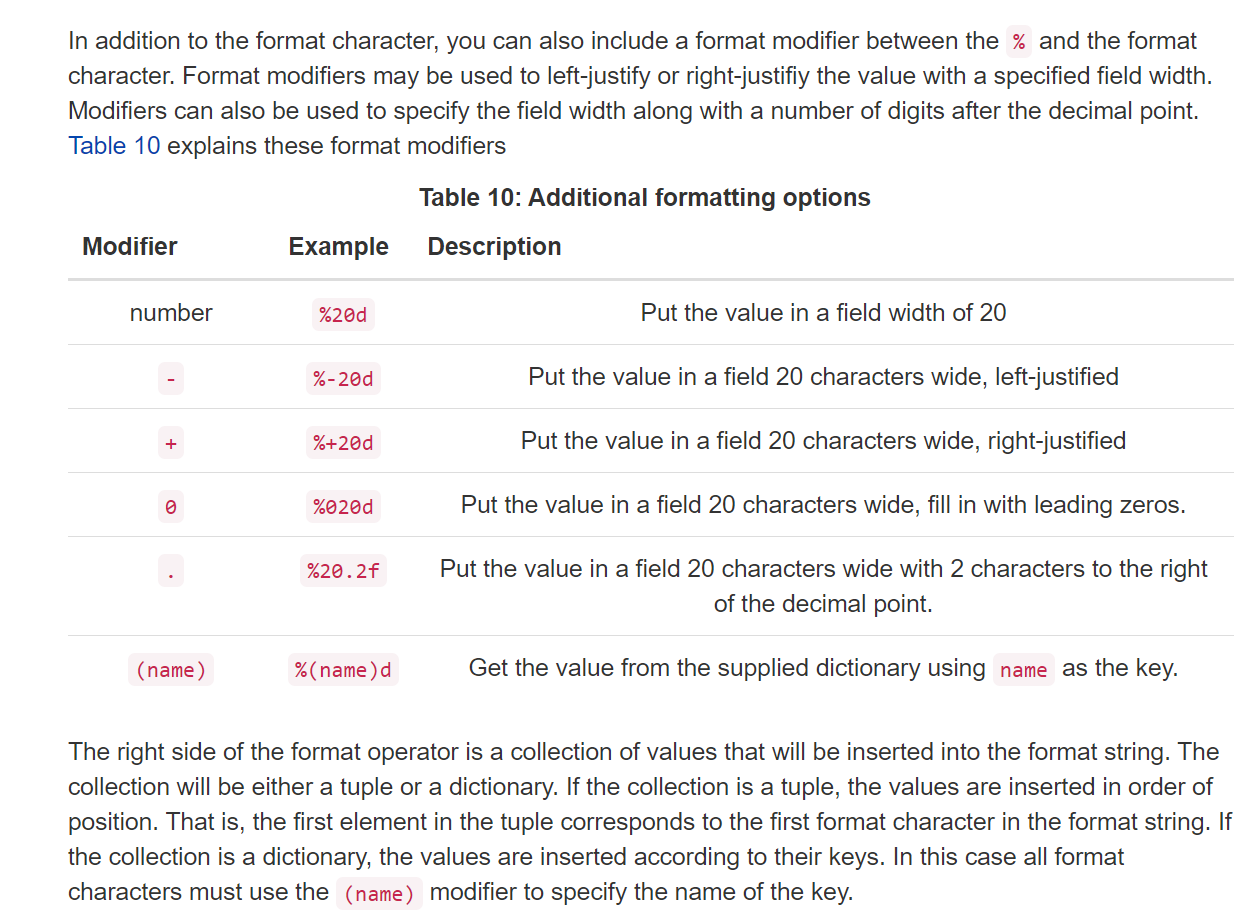 In addition to the format character, you can also include a format modifier between the % and the format
character. Format modifiers may be used to left-justify or right-justifiy the value with a specified field width.
Modifiers can also be used to specify the field width along with a number of digits after the decimal point.
Table 10 explains these format modifiers
Table 10: Additional formatting options
Modifier Example Description
number %20d Put the value in a field width of 20
- %-20d Put the value in a field 20 characters wide, left-justified
+ %+20d Put the value in a field 20 characters wide, right-justified
0 %020d Put the value in a field 20 characters wide, fill in with leading zeros.
. %20.2f Put the value in a field 20 characters wide with 2 characters to the right
of the decimal point.
(name) %(name)d Get the value from the supplied dictionary using name as the key.
The right side of the format operator is a collection of values that will be inserted into the format string. The
collection will be either a tuple or a dictionary. If the collection is a tuple, the values are inserted in order of
position. That is, the first element in the tuple corresponds to the first format character in the format string. If
the collection is a dictionary, the values are inserted according to their keys. In this case all format
characters must use the (name) modifier to specify the name of the key.